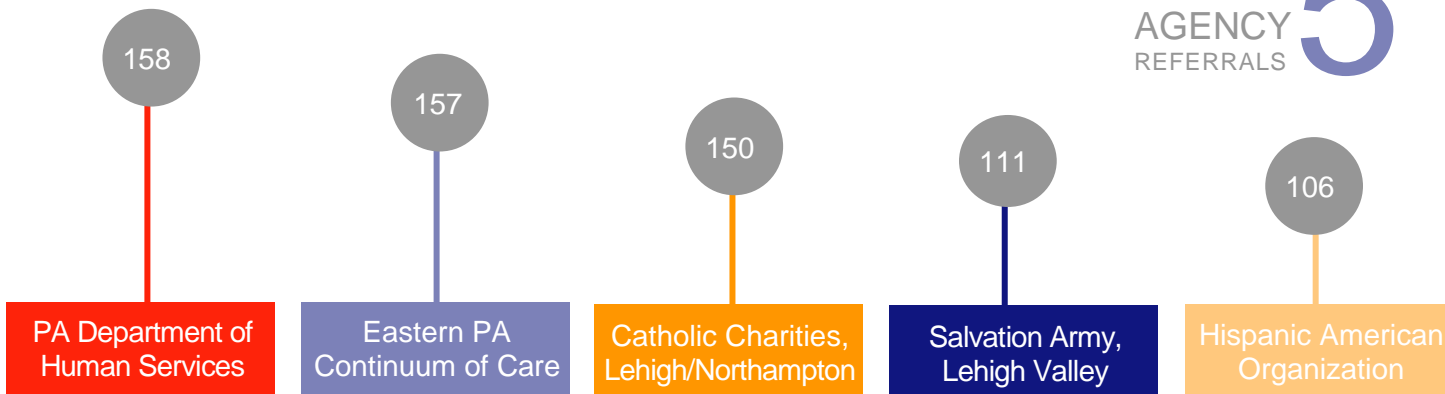 AGENCY
REFERRALS
5
158
157
150
111
106
PA Department of
Human Services
Eastern PA
Continuum of Care
Catholic Charities,
Lehigh/Northampton
Salvation Army,
Lehigh Valley
Hispanic American
Organization